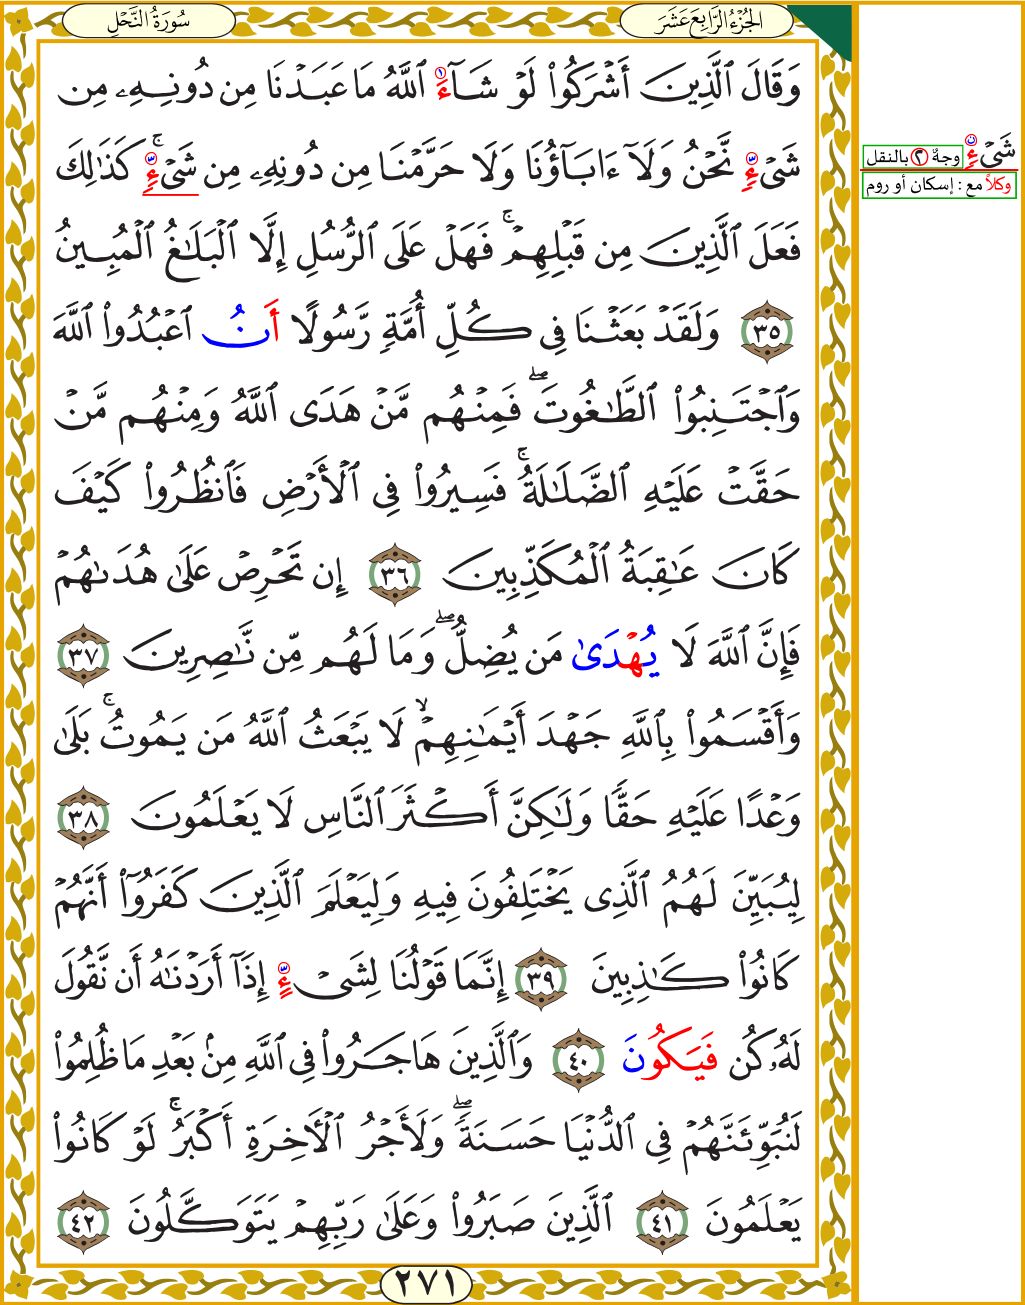 الجُزْءُ الرَّابِعَ عَشَرَ
سُورَةُ النَّحْلِ
وَقَالَ ٱلَّذِينَ أَشْرَكُوا۟ لَوْ شَآءَ ٱللَّهُ مَا عَبَدْنَا مِن دُونِهِۦ مِن
شَىْءٍۢ نَّحْنُ وَلَآ ءَابَآؤُنَا وَلَا حَرَّمْنَا مِن دُونِهِۦ مِن شَىْءٍۢ ۚ كَذَٰلِكَ
فَعَلَ ٱلَّذِينَ مِن قَبْلِهِمْ ۚ فَهَلْ عَلَى ٱلرُّسُلِ إِلَّا ٱلْبَلَٰغُ ٱلْمُبِينُ
٣٥ وَلَقَدْ بَعَثْنَا فِى كُلِّ أُمَّةٍ رَّسُولًا أَنُ ٱعْبُدُوا۟ ٱللَّهَ
وَٱجْتَنِبُوا۟ ٱلطَّٰغُوتَ ۖ فَمِنْهُم مَّنْ هَدَى ٱللَّهُ وَمِنْهُم مَّنْ
حَقَّتْ عَلَيْهِ ٱلضَّلَٰلَةُ ۚ فَسِيرُوا۟ فِى ٱلْأَرْضِ فَٱنظُرُوا۟ كَيْفَ
كَانَ عَٰقِبَةُ ٱلْمُكَذِّبِينَ ٣٦ إِن تَحْرِصْ عَلَىٰ هُدَىٰهُمْ
فَإِنَّ ٱللَّهَ لَا يُهْدَىٰ مَن يُضِلُّ ۖ وَمَا لَهُم مِّن نَّٰصِرِينَ ٣٧
وَأَقْسَمُوا۟ بِٱللَّهِ جَهْدَ أَيْمَٰنِهِمْ ۙ لَا يَبْعَثُ ٱللَّهُ مَن يَمُوتُ ۚ بَلَىٰ
وَعْدًا عَلَيْهِ حَقًّا وَلَٰكِنَّ أَكْثَرَ ٱلنَّاسِ لَا يَعْلَمُونَ ٣٨
لِيُبَيِّنَ لَهُمُ ٱلَّذِى يَخْتَلِفُونَ فِيهِ وَلِيَعْلَمَ ٱلَّذِينَ كَفَرُوٓا۟ أَنَّهُمْ
كَانُوا۟ كَٰذِبِينَ ٣٩ إِنَّمَا قَوْلُنَا لِشَىْءٍ إِذَآ أَرَدْنَٰهُ أَن نَّقُولَ
لَهُۥ كُن فَيَكُونَ ٤٠ وَٱلَّذِينَ هَاجَرُوا۟ فِى ٱللَّهِ مِنۢ بَعْدِ مَا ظُلِمُوا۟
لَنُبَوِّئَنَّهُمْ فِى ٱلدُّنْيَا حَسَنَةً ۖ وَلَأَجْرُ ٱلْـَٔاخِرَةِ أَكْبَرُ ۚ لَوْ كَانُوا۟
يَعْلَمُونَ ٤١ ٱلَّذِينَ صَبَرُوا۟ وَعَلَىٰ رَبِّهِمْ يَتَوَكَّلُونَ ٤٢
٢٧١
شَىْءٍ وجهٌ ٢ بالنقل
وكلاً مع : إسكان أو روم